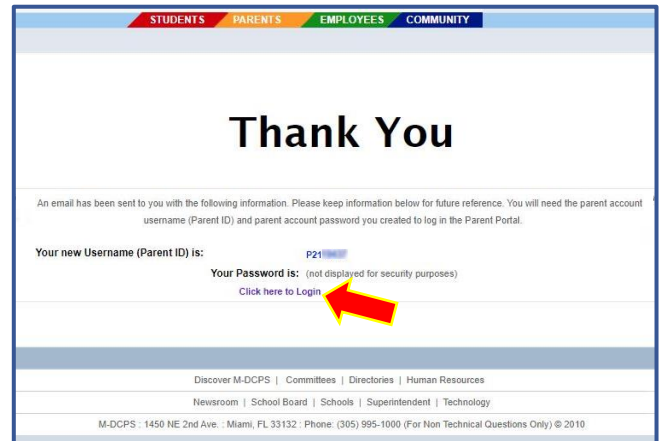 STUDENTS PARENTS EMPLOYEES COMMUNITY
Thank You
An email has been sent to you with the following information. Please keep information below for future reference. You will need the parent account
username (Parent ID) and parent account password you created to log in the Parent Portal.
Your new Username (Parent ID) is: P21
Your Password is: (not displayed for security purposes)
Click here to Login
Discover M-DCPS | Committees | Directories | Human Resources
Newsroom | School Board | Schools | Superintendent | Technology
M-DCPS : 1450 NE 2nd Ave. : Miami, FL 33132 : Phone: (305) 995-1000 (For Non Technical Questions Only) © 2010